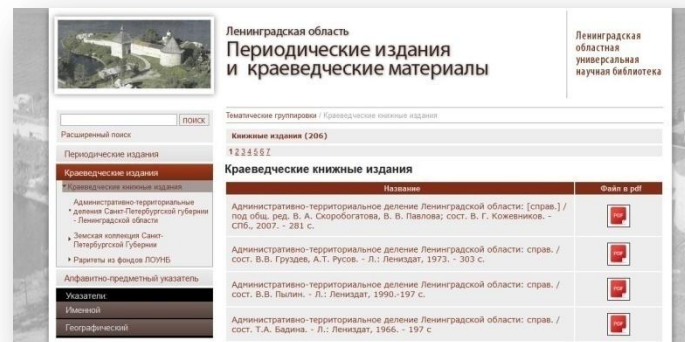 Ленинградская область
Периодические издания
и краеведческие материалы
Ленинградская
областная
универсальная
научная библиотека
поиск
Расширенный поиск
Периодические издания
Краеведческие издания
Краеведческие книжные издания
Административно-территориальные
деления Санкт-Петербургской губернии
- Ленинградской области
Земская коллекция Санкт-
Петербургской Губернии
Раритеты из фондов ЛОУНБ
Алфавитно-предметный указатель
Указатели:
Именной
Географический
Тематические группировки / Краеведческие книжные издания
Книжные издания (206)
1 2 3 4 5 6 7
Краеведческие книжные издания
Название
Файл в pdf
Административно-территориальное деление Ленинградской области: [справ.] /
под общ. ред. В. А. Скоробогатова, В. В. Павлова; сост. В. Г. Кожевников. -
СПб., 2007. - 281 с.
PDF
Административно-территориальное деление Ленинградской области: справ. /
сост. В.В. Груздев, А.Т. Русов. - Л.: Лениздат, 1973. - 303 с.
PDF
Административно-территориальное деление Ленинградской области: справ. /
сост. В.В. Пылин. - Л.: Лениздат, 1990.-197 с.
PDF
Административно-территориальное деление Ленинградской области: справ. /
сост. Т.А. Бадина. - Л.: Лениздат, 1966. - 197 с
PDF